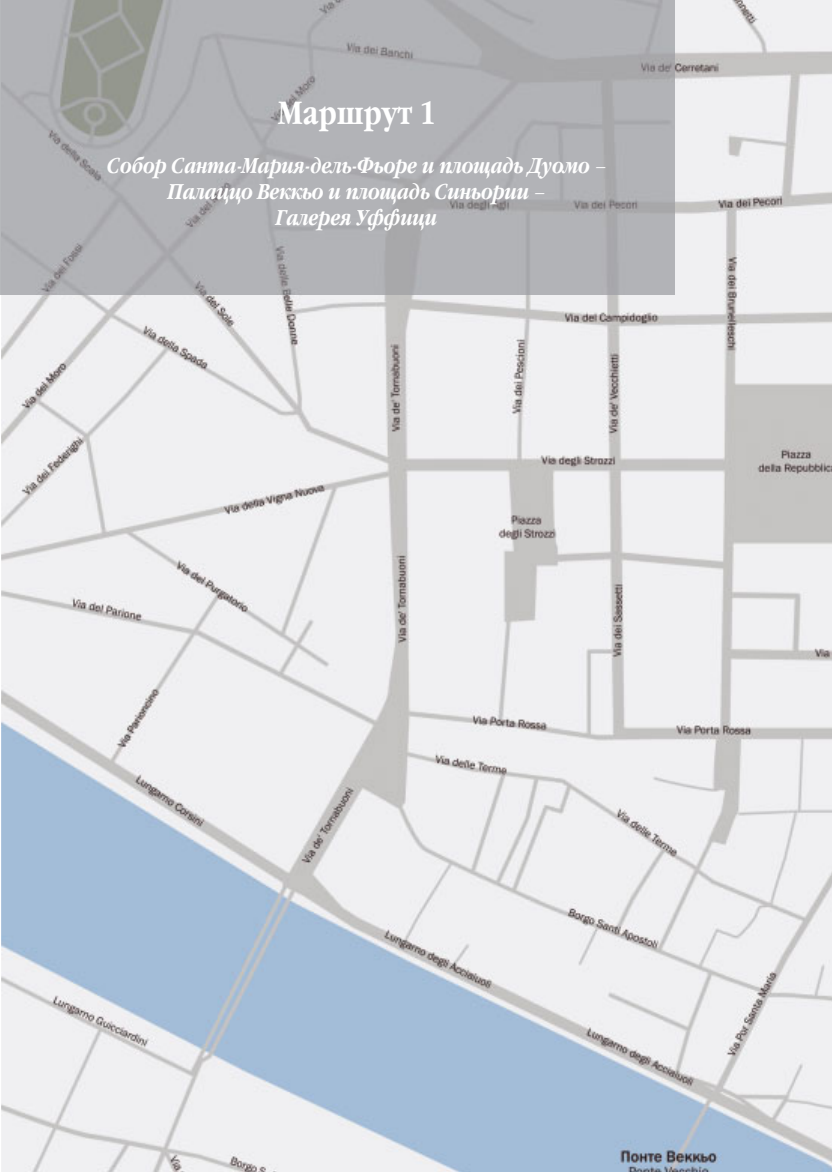 Via dei Banchi
Via de' Cerretani
Via del Moro
Маршрут 1
Via della Scala
Собор Санта-Мария-дель-Фьоре и площадь Дуомо –
Палаццо Веккьо и площадь Синьории –
Галерея Уффици
Via degli Agli
Via dei Pecori
Via dei Pecori
Via dei Fossi
Via del Sole
Via delle Belle Donne
Via dei Brunelleschi
Via del Campidoglio
Via della Spada
Via del Moro
Via de' Tornabuoni
Via dei Pescioni
Via de' Vecchietti
Via dei Federighi
Via degli Strozzi
Piazza
della Repubblica
Via della Vigna Nuova
Piazza
degli Strozzi
Via del Purgatorio
Via del Parione
Via de' Tornabuoni
Via dei Sassetti
Via
Via Parioncino
Via Porta Rossa
Via Porta Rossa
Via delle Terme
Lungarno Corsini
Via de' Tornabuoni
Via delle Terme
Borgo Santi Apostoli
Lungarno degli Acciaiuoli
Via Por Santa Maria
Lungarno Guicciardini
Lungarno degli Acciaiuoli
Понте Веккьо
Ponte Vecchio
Via
Borgo S